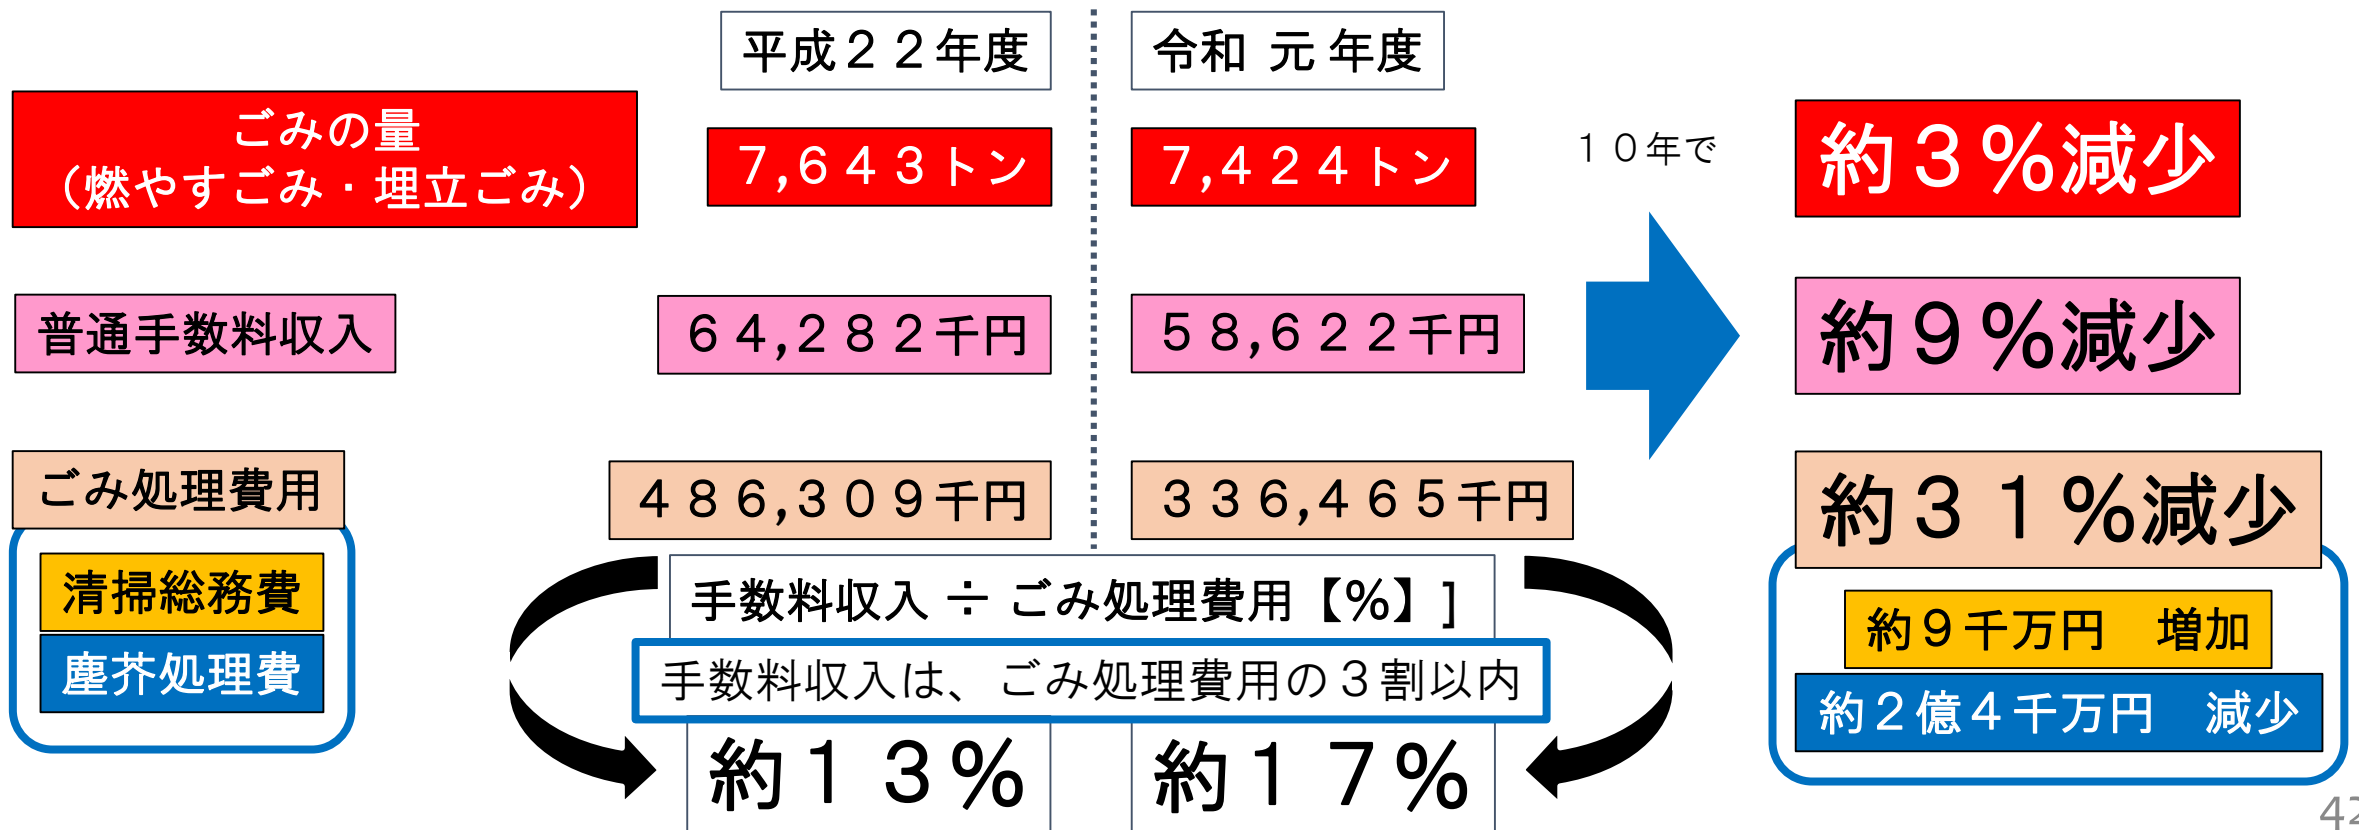 平成２２年度
令和 元 年度
ごみの量
（燃やすごみ・埋立ごみ）
７,６４３トン
７,４２４トン
１０年で
約３％減少
普通手数料収入
６４,２８２千円
５８,６２２千円
約９％減少
ごみ処理費用
４８６,３０９千円
３３６,４６５千円
約３１％減少
清掃総務費
塵芥処理費
手数料収入 ÷ ごみ処理費用【％】]
手数料収入は、ごみ処理費用の３割以内
約１３％
約１７％
約９千万円　増加
約２億４千万円　減少